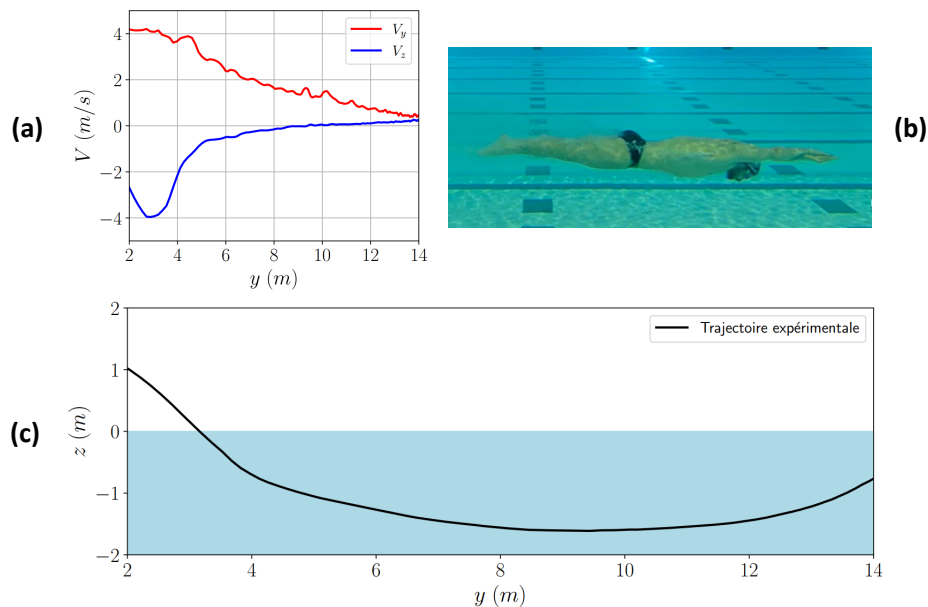 (a)
V (m/s)
4
2
0
−2
−4
V_y
V_z
2 4 6 8 10 12 14
y (m)
(b)
(c)
z (m)
2
1
0
−1
−2
Trajectoire expérimentale
2 4 6 8 10 12 14
y (m)